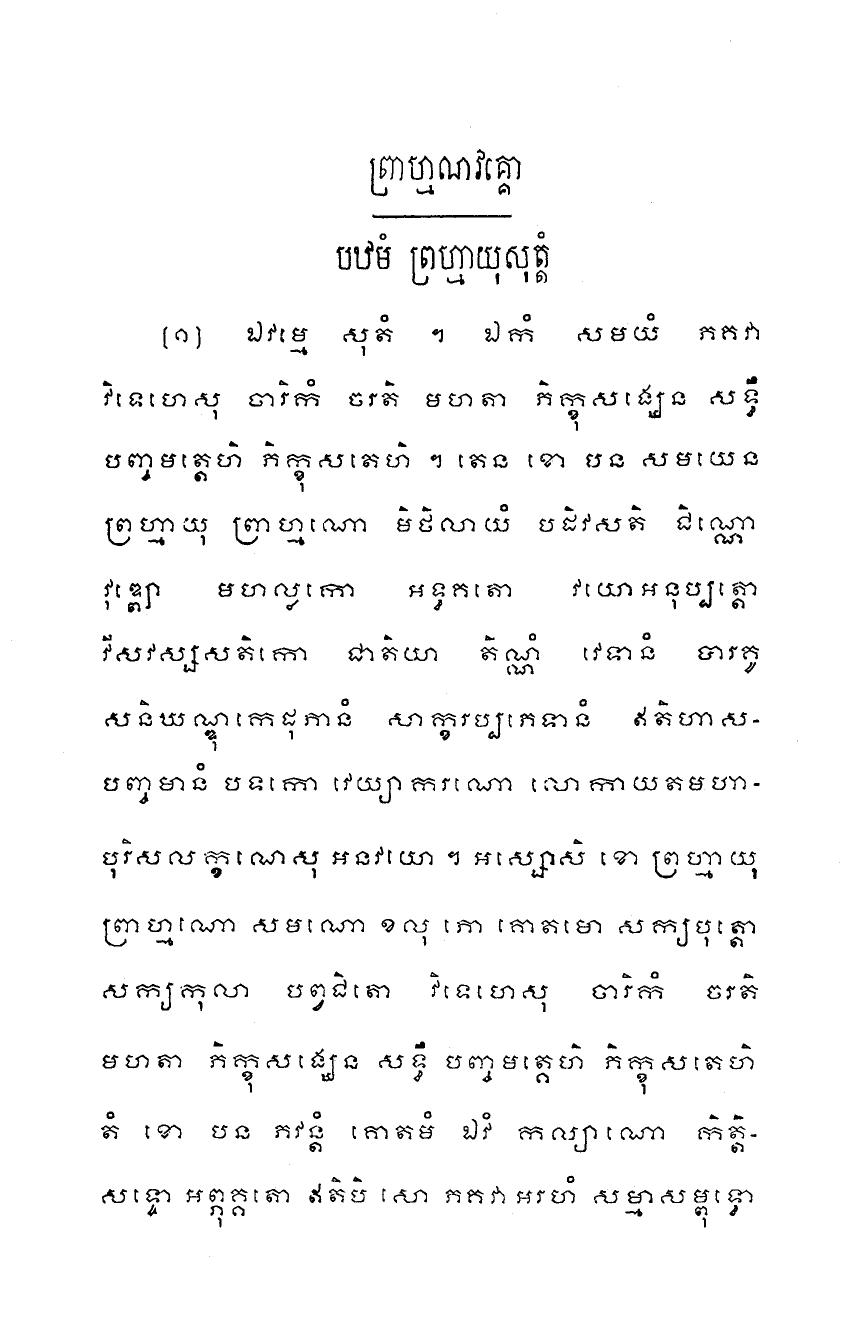 ព្រាហ្មណវគ្គោ
បឋមំ ព្រហ្មាយុសុត្តំ
[១] ឯវម្មេ សុតំ ។ ឯកំ សមយំ ភគវា
វិទេហេសុ ចារិកំ ចរតិ មហតា ភិក្ខុសង្ឃេន សទ្ធឹ
បញ្ចមត្តេហិ ភិក្ខុសតេហិ ។ តេន ខោ បន សមយេន
ព្រហ្មាយុ ព្រាហ្មណោ មិថិលាយំ បដិវសតិ ជិណ្ណោ
វុឌ្ឍោ មហល្លកោ អទ្ធគតោ វយោអនុប្បត្តោ
វីសវស្សសតិកោ ជាតិយា តិណ្ណំ វេទានំ បារគូ
សនិឃណ្ឌុកេដុភានំ សាក្ខរប្បភេទានំ ឥតិហាស-
បញ្ចមានំ បទកោ វេយ្យាករណោ លោកាយតមហា-
បុរិសលក្ខណេសុ អនវយោ ។ អស្សោសិ ខោ ព្រហ្មាយុ
ព្រាហ្មណោ សមណោ ខលុ ភោ គោតមោ សក្យបុត្តោ
សក្យកុលា បព្វជិតោ វិទេហេសុ ចារិកំ ចរតិ
មហតា ភិក្ខុសង្ឃេន សទ្ធឹ បញ្ចមត្តេហិ ភិក្ខុសតេហិ
តំ ខោ បន ភវន្តំ គោតមំ ឯវំ កល្យាណោ កិត្តិ-
សទ្ទោ អព្ភុគ្គតោ ឥតិបិ សោ ភគវា អរហំ សម្មាសម្ពុទ្ធោ